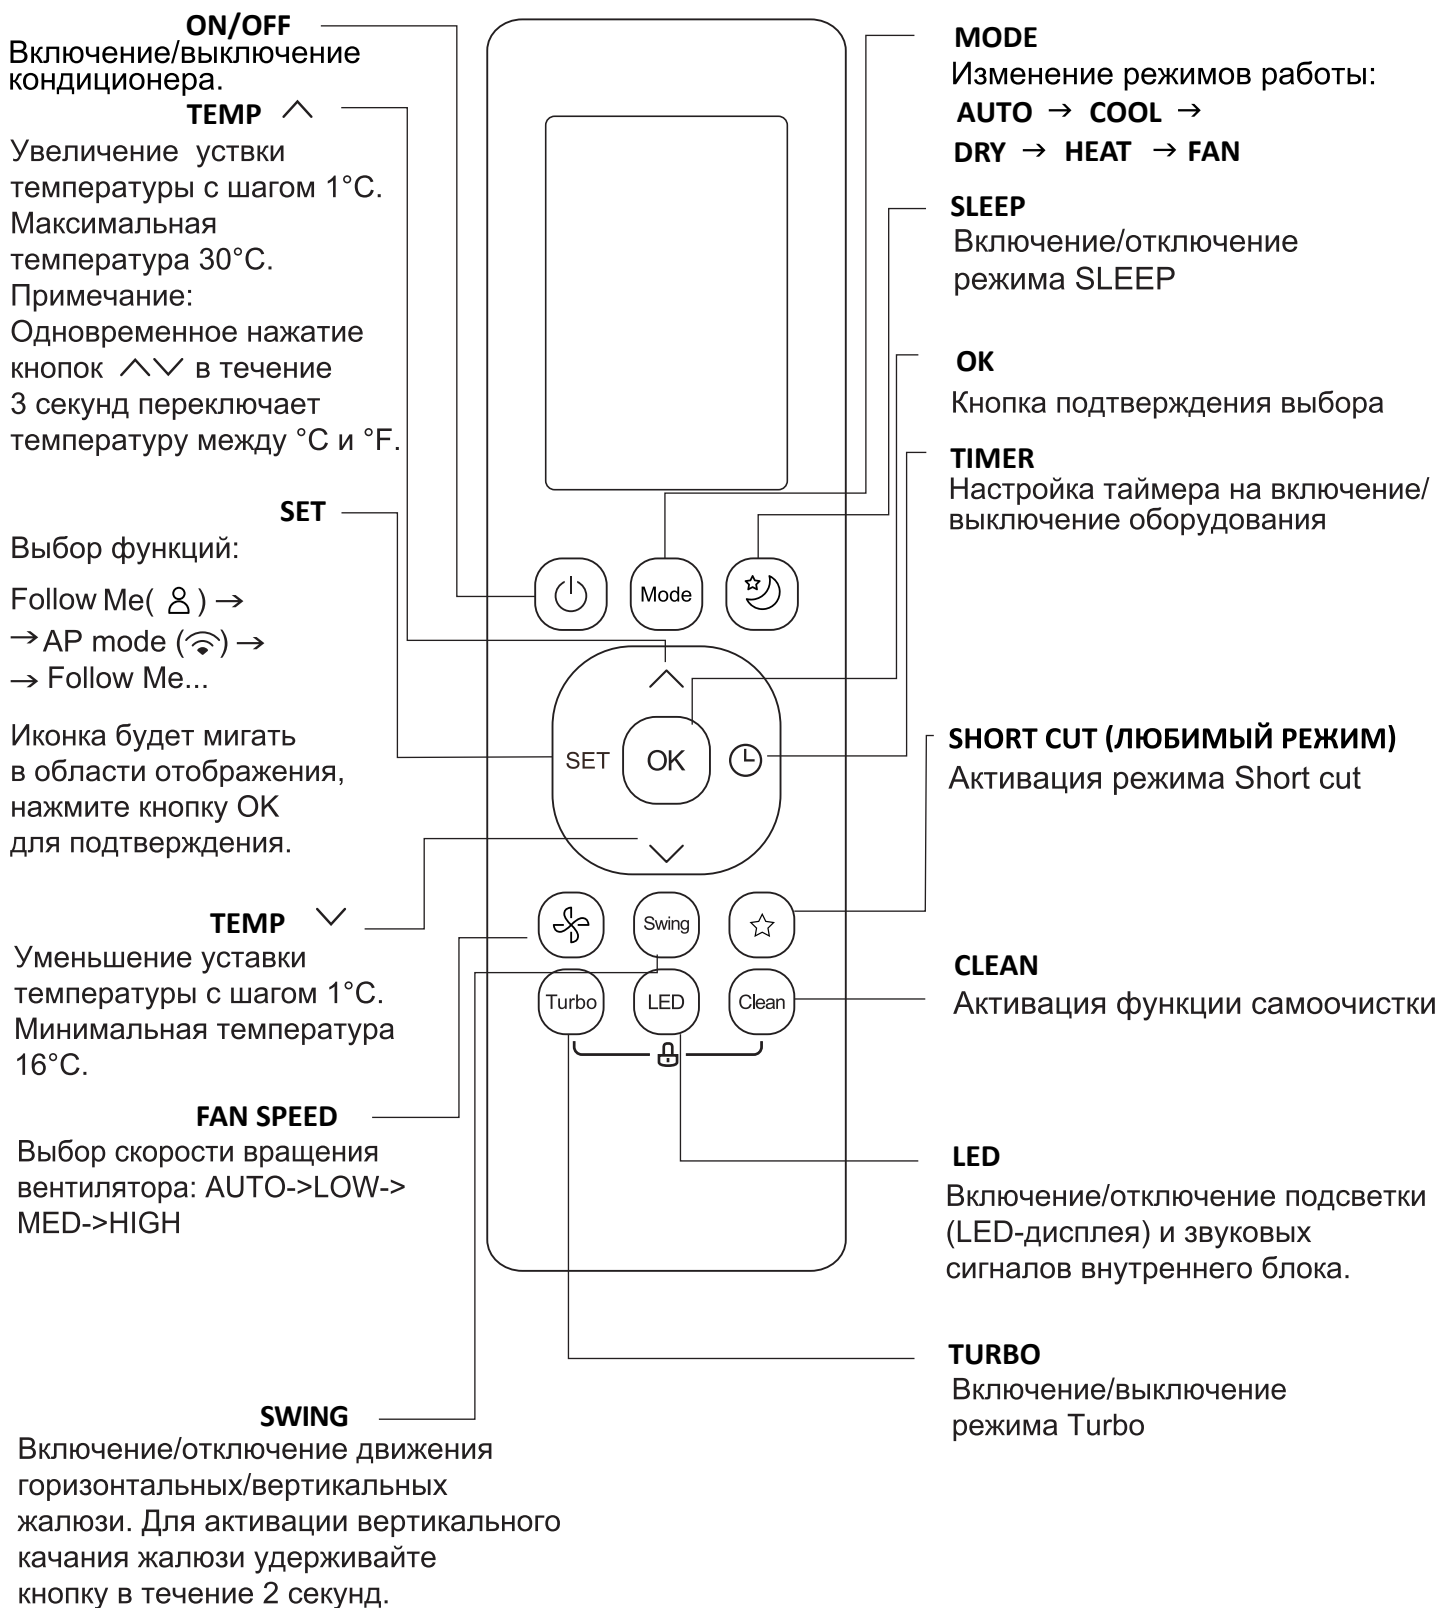 ON/OFF
Включение/выключение
кондиционера.
TEMP ︿
Увеличение уствки
температуры с шагом 1°C.
Максимальная
температура 30°C.
Примечание:
Одновременное нажатие
кнопок ︿﹀ в течение
3 секунд переключает
температуру между °C и °F.
SET
Выбор функций:
Follow Me( ) →
→ AP mode ( ) →
→ Follow Me...
Иконка будет мигать
в области отображения,
нажмите кнопку OK
для подтверждения.
TEMP ﹀
Уменьшение уставки
температуры с шагом 1°C.
Минимальная температура
16°C.
FAN SPEED
Выбор скорости вращения
вентилятора: AUTO->LOW->
MED->HIGH
SWING
Включение/отключение движения
горизонтальных/вертикальных
жалюзи. Для активации вертикального
качания жалюзи удерживайте
кнопку в течение 2 секунд.
Mode
SET
OK
Swing
Turbo
LED
Clean
MODE
Изменение режимов работы:
AUTO → COOL →
DRY → HEAT → FAN
SLEEP
Включение/отключение
режима SLEEP
OK
Кнопка подтверждения выбора
TIMER
Настройка таймера на включение/
выключение оборудования
SHORT CUT (ЛЮБИМЫЙ РЕЖИМ)
Активация режима Short cut
CLEAN
Активация функции самоочистки
LED
Включение/отключение подсветки
(LED-дисплея) и звуковых
сигналов внутреннего блока.
TURBO
Включение/выключение
режима Turbo